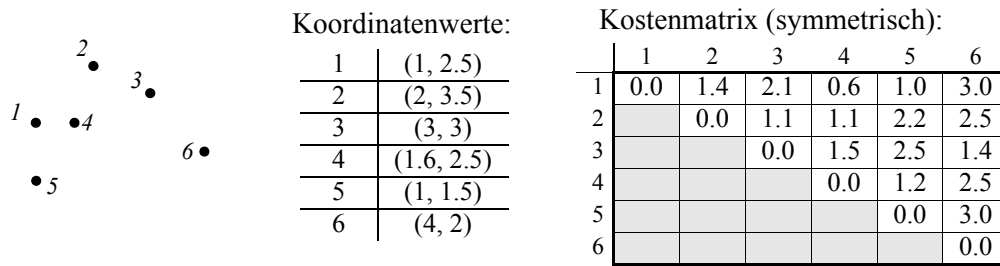 Koordinatenwerte:
1 (1, 2.5)
2 (2, 3.5)
3 (3, 3)
4 (1.6, 2.5)
5 (1, 1.5)
6 (4, 2)
Kostenmatrix (symmetrisch):
1 2 3 4 5 6
1 0.0 1.4 2.1 0.6 1.0 3.0
2 0.0 1.1 1.1 2.2 2.5
3 0.0 1.5 2.5 1.4
4 0.0 1.2 2.5
5 0.0 3.0
6 0.0
2
3
1
4
6
5